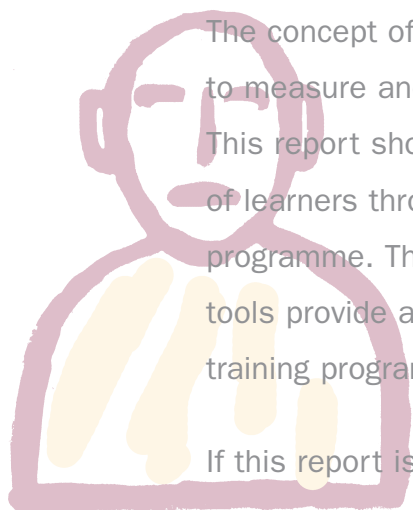 The concept of
to measure an
This report sho
of learners thro
programme. Th
tools provide a
training program
If this report is